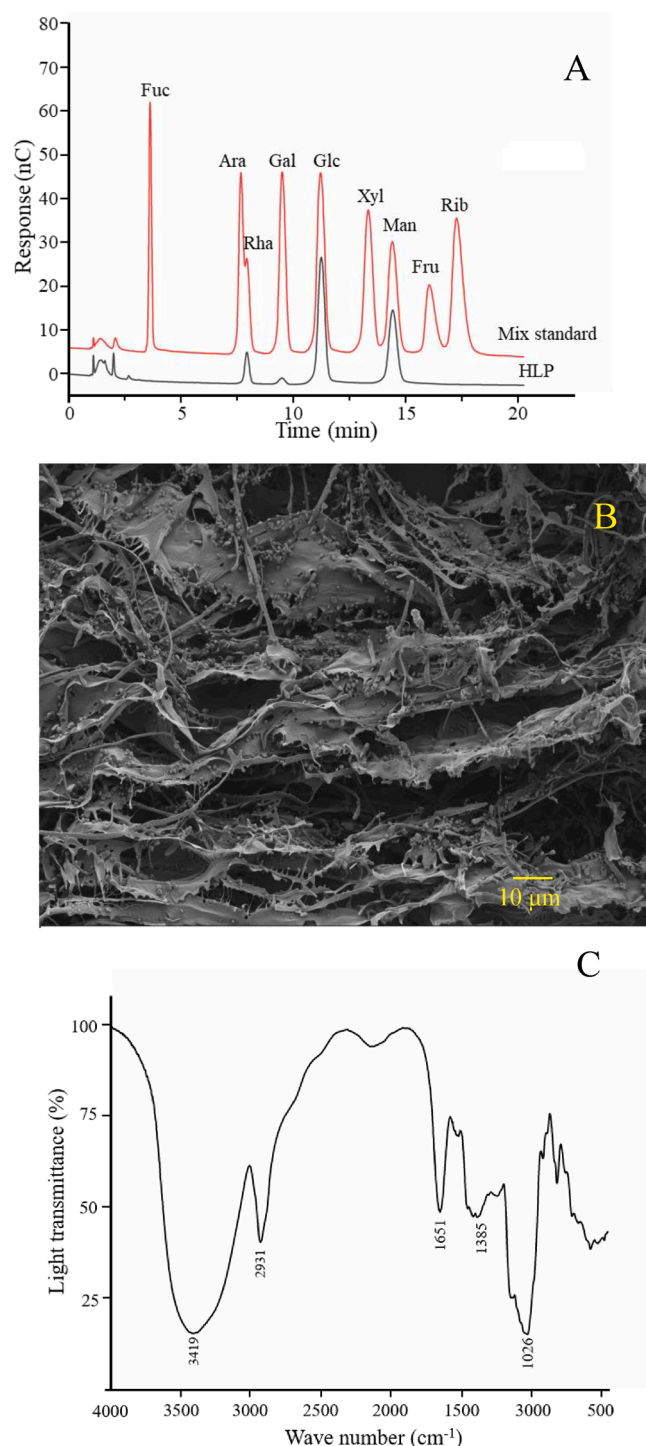 A
80
70
60
50
40
30
20
10
0
Response (nC)
Fuc
Ara
Rha
Gal
Glc
Xyl
Man
Fru
Rib
Mix standard
HLP
0
5
10
15
20
Time (min)
B
10 μm
C
100
75
50
25
Light transmittance (%)
3419
2931
1651
1385
1026
4000
3500
3000
2500
2000
1500
3000
500
Wave number (cm-1)